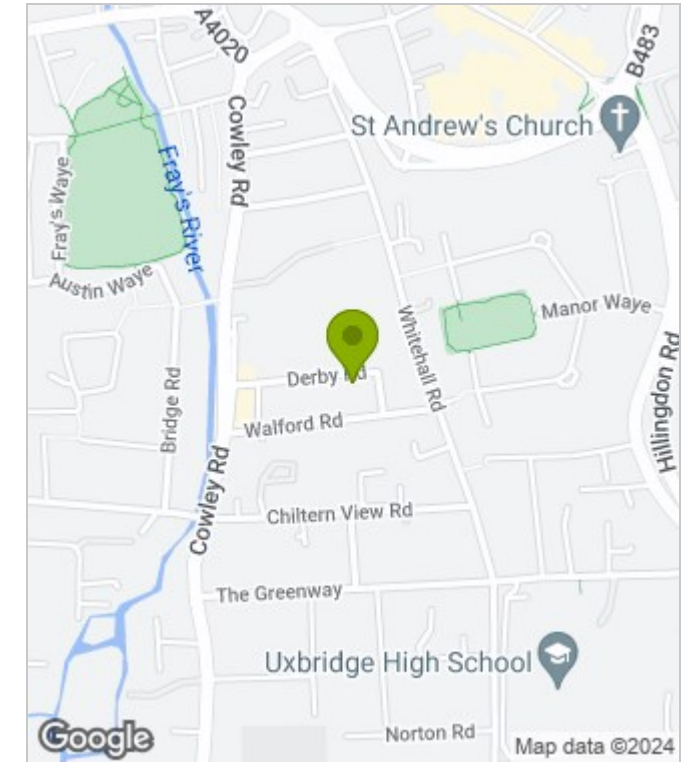 A4020
B483
St Andrew's Church
Cowley Rd
Fray's Waye
Fray's River
Austin Waye
Whitehall Rd
Manor Waye
Hillingdon Rd
Derby Rd
Bridge Rd
Walford Rd
Cowley Rd
Chiltern View Rd
The Greenway
Uxbridge High School
Norton Rd
Google
Map data ©2024